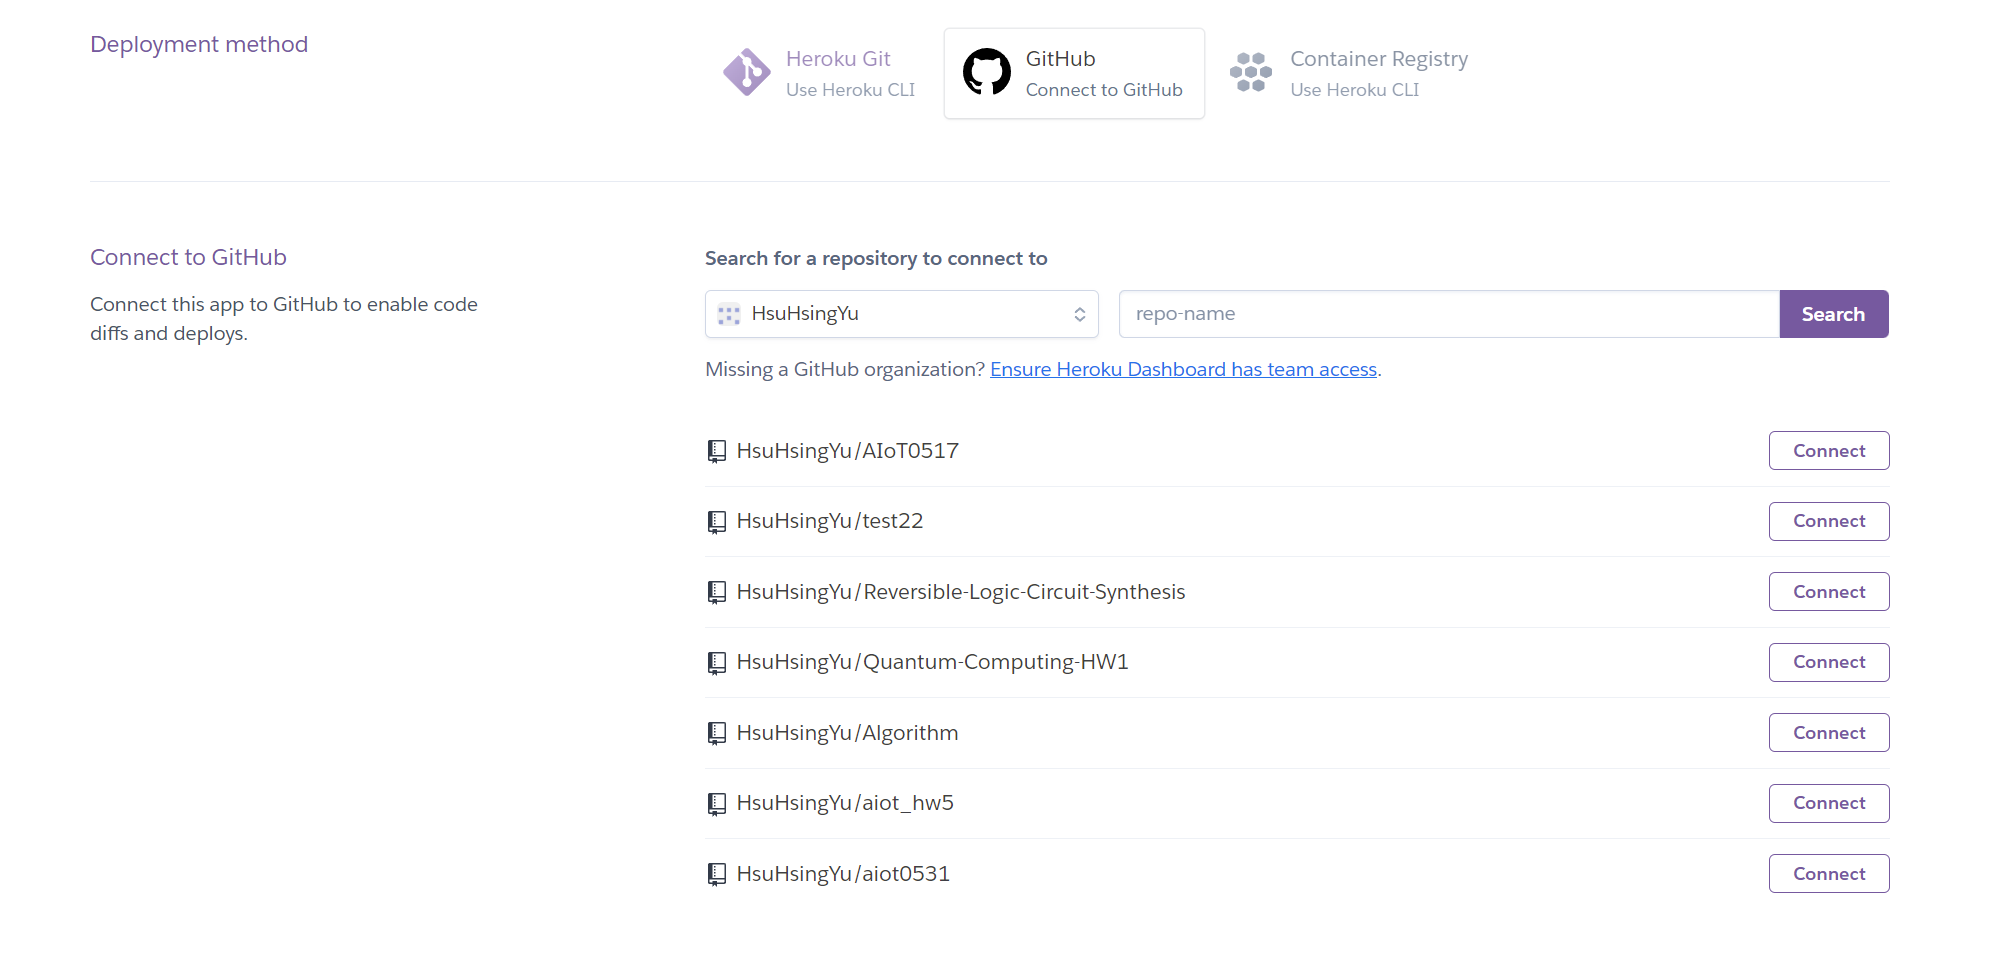 Deployment method
Heroku Git
Use Heroku CLI
GitHub
Connect to GitHub
Container Registry
Use Heroku CLI
Connect to GitHub
Connect this app to GitHub to enable code
diffs and deploys.
Search for a repository to connect to
HsuHsingYu
repo-name
Search
Missing a GitHub organization? Ensure Heroku Dashboard has team access.
HsuHsingYu/AIoT0517
Connect
HsuHsingYu/test22
Connect
HsuHsingYu/Reversible-Logic-Circuit-Synthesis
Connect
HsuHsingYu/Quantum-Computing-HW1
Connect
HsuHsingYu/Algorithm
Connect
HsuHsingYu/aiot_hw5
Connect
HsuHsingYu/aiot0531
Connect